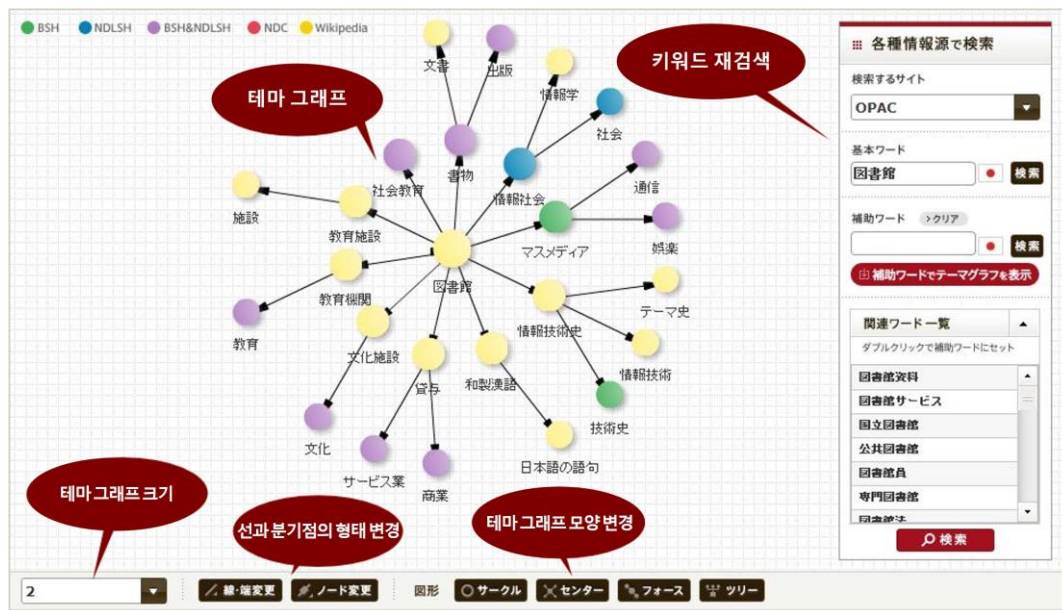 BSH NDLSH BSH&NDLSH NDC Wikipedia
테마 그래프
키워드 재검색
文書
出版
情報学
社会
社会教育
書物
情報社会
通信
施設
教育施設
マスメディア
娯楽
図書館
教育機関
テーマ史
教育
文化施設
情報技術史
貸与
和製漢語
情報技術
技術史
文化
サービス業
商業
日本語の語句
各種情報源で検索
検索するサイト
OPAC
基本ワード
図書館 検索
補助ワード >クリア
検索
補助ワードでテーマグラフを表示
関連ワード一覧
ダブルクリックで補助ワードにセット
図書館資料
図書館サービス
国立図書館
公共図書館
図書館員
専門図書館
図書館法
検索
테마 그래프 크기
선과 분기점의 형태 변경
테마 그래프 모양 변경
2 線・端変更 ノード変更 図形 サークル センター フォース ツリー